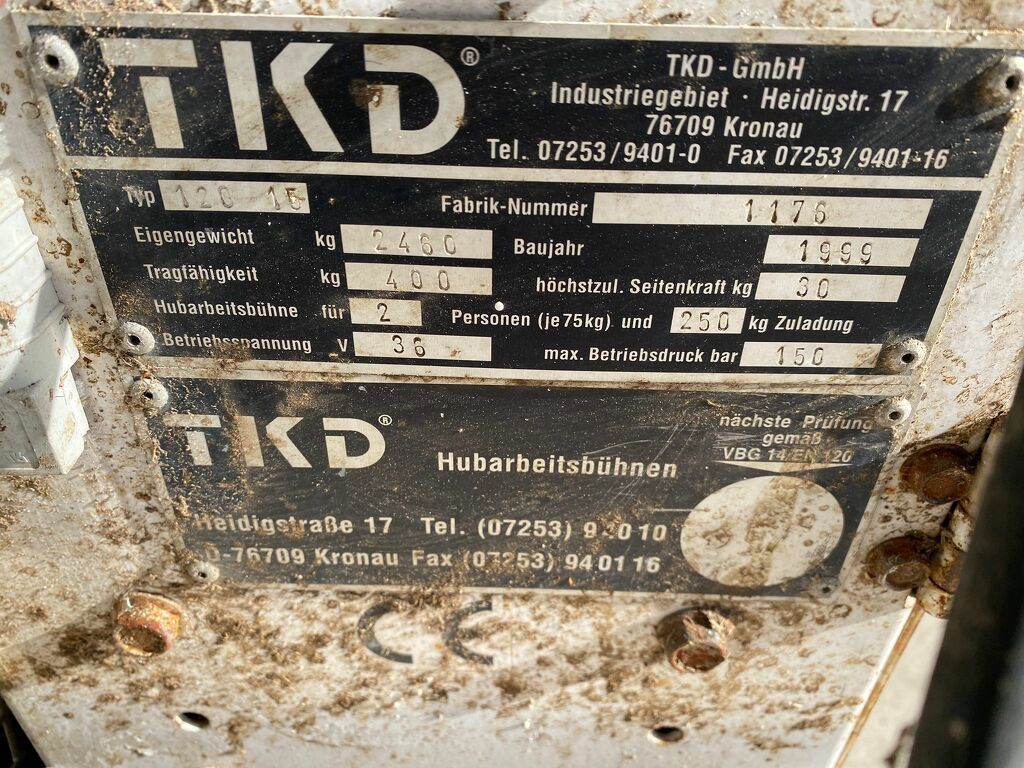 TKD®
TKD - GmbH
Industriegebiet · Heidigstr. 17
76709 Kronau
Tel. 07253/9401-0 Fax 07253/9401-16
Typ 120 15 Fabrik-Nummer 1176
Eigengewicht kg 2460 Baujahr 1999
Tragfähigkeit kg 400 höchstzul. Seitenkraft kg 30
Hubarbeitsbühne für 2 Personen (je 75kg) und 250 kg Zuladung
Betriebsspannung V 36 max. Betriebsdruck bar 150
TKD®
Hubarbeitsbühnen
nächste Prüfung
gemäß
VBG 14/EN 120
Heidigstraße 17 Tel. (07253)
D-76709 Kronau Fax (07253) 940116
CE